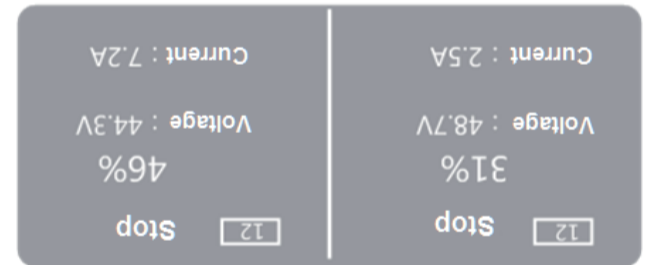 12 Stop
31%
Voltage : 48.7V
Current : 2.5A
12 Stop
46%
Voltage : 44.3V
Current : 7.2A